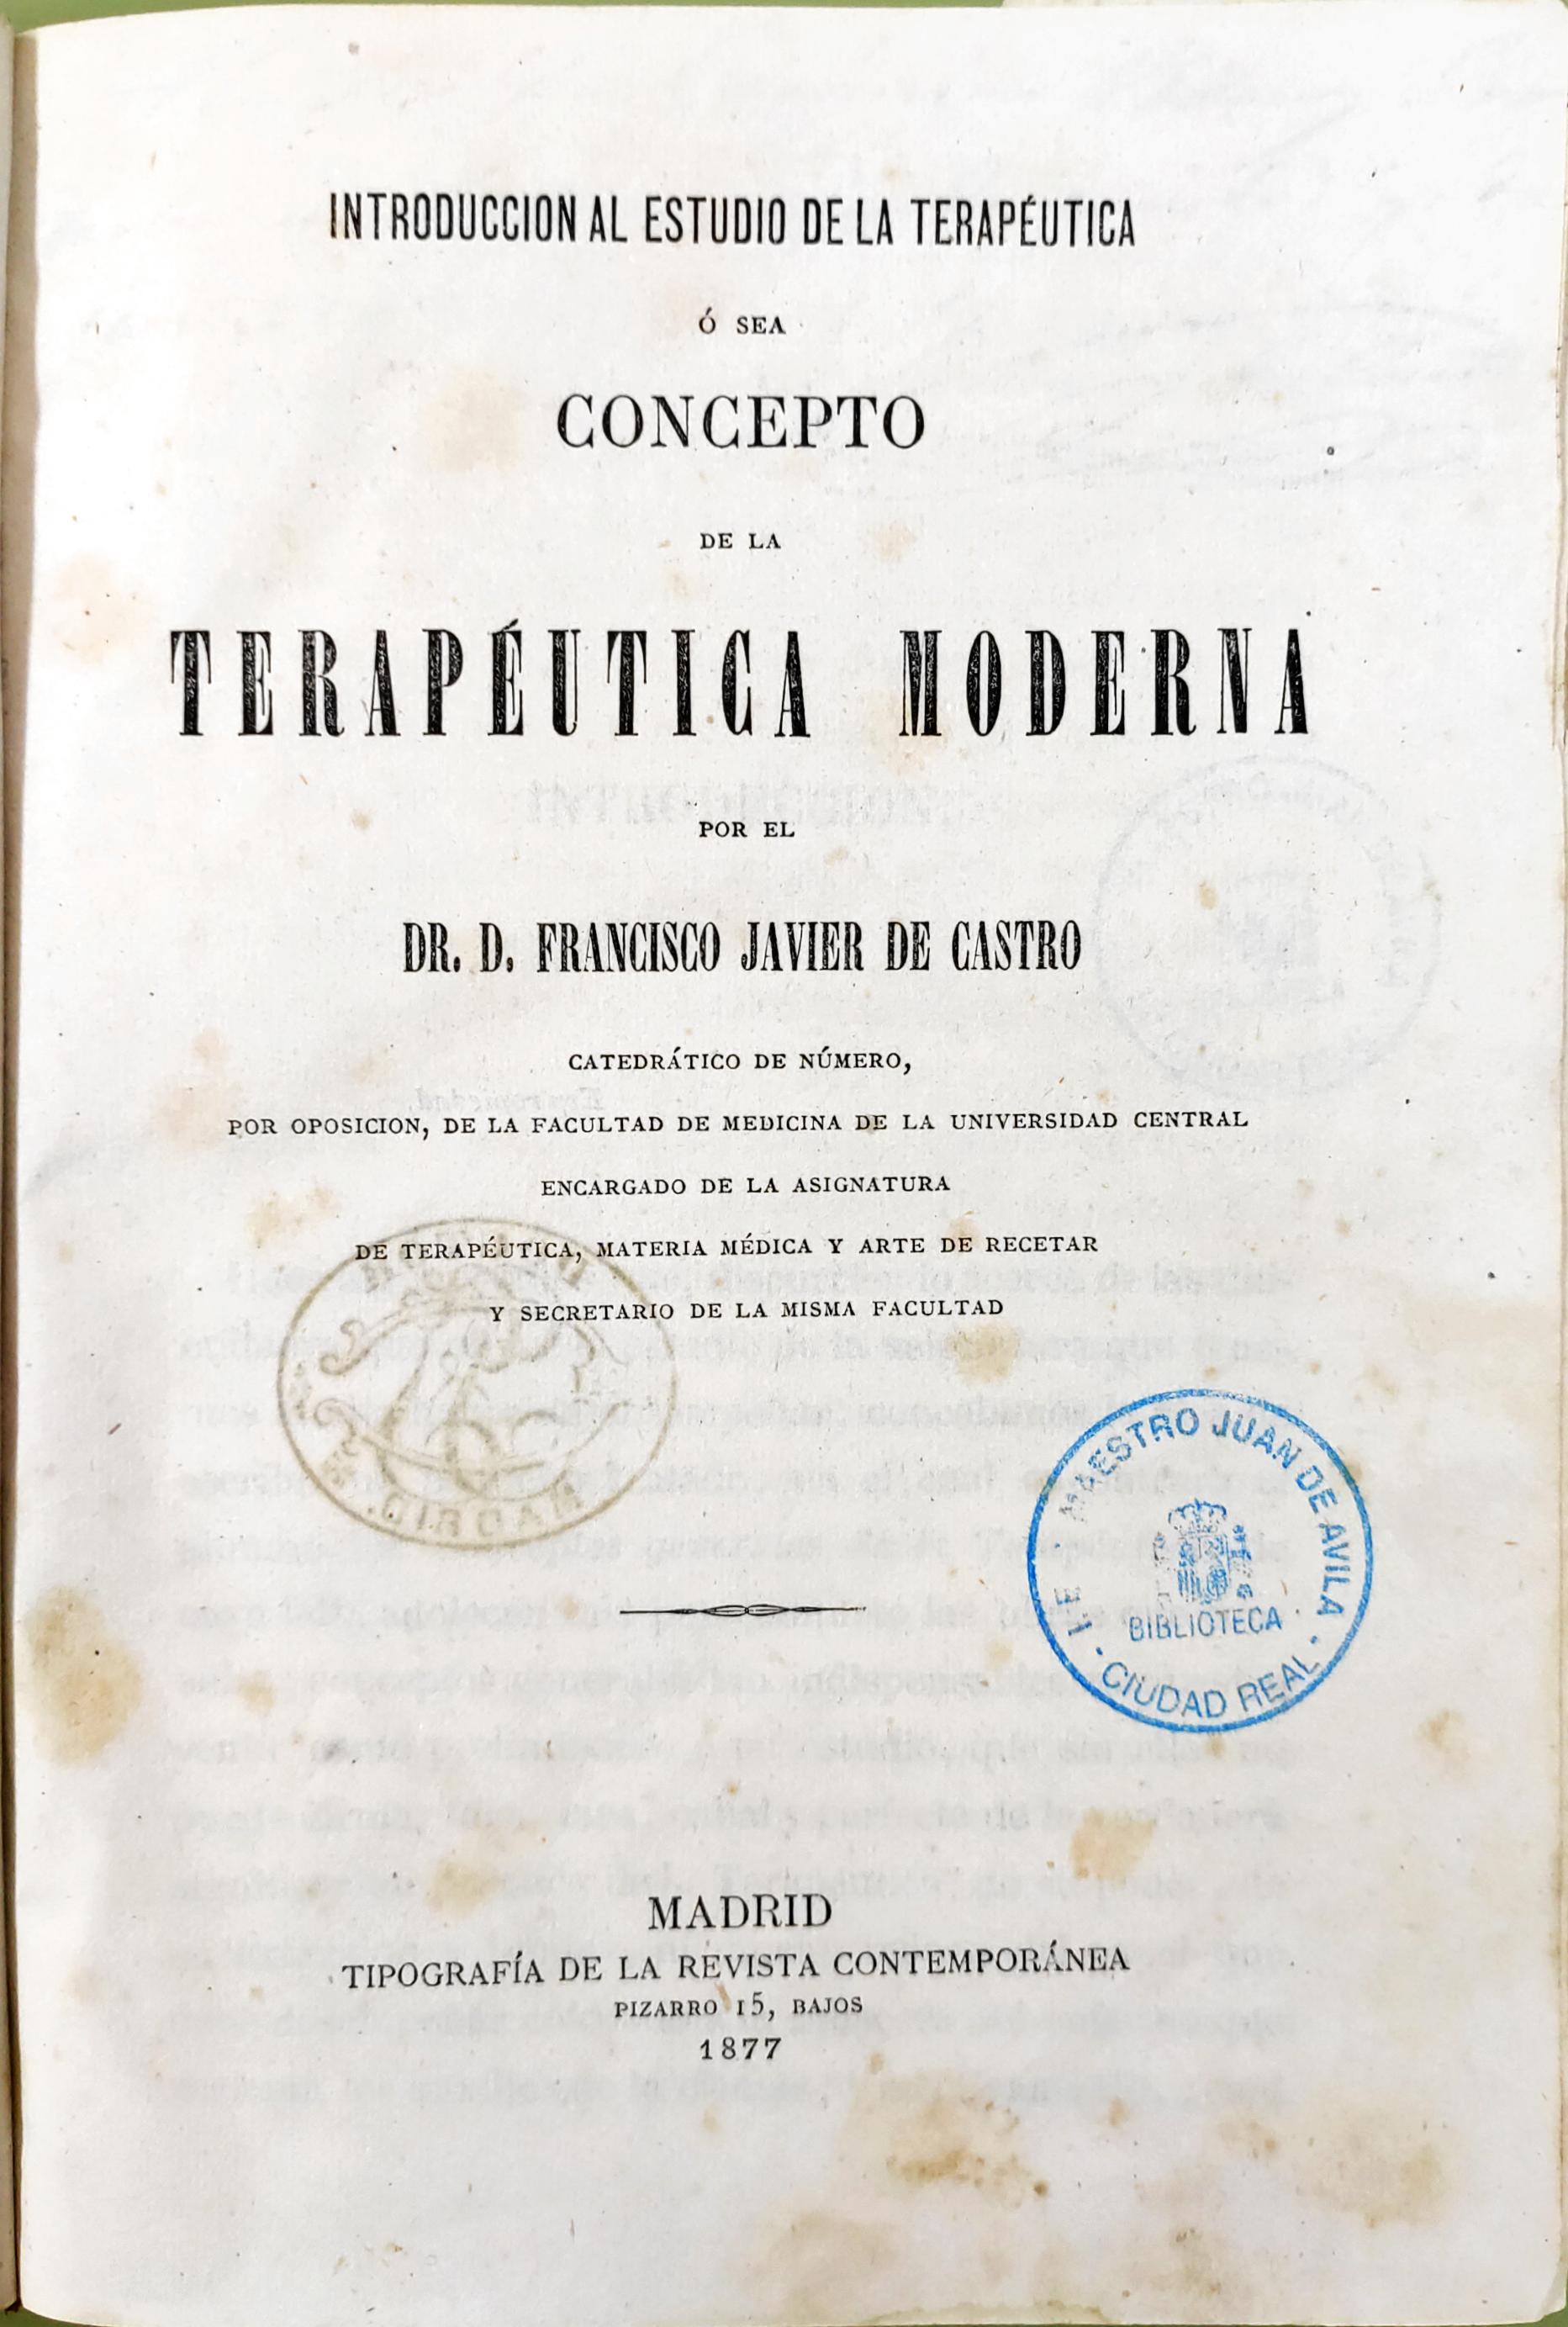 INTRODUCCION AL ESTUDIO DE LA TERAPÉUTICA
Ó SEA
CONCEPTO
DE LA
TERAPÉUTICA MODERNA
POR EL
DR. D. FRANCISCO JAVIER DE CASTRO
CATEDRÁTICO DE NÚMERO,
POR OPOSICION, DE LA FACULTAD DE MEDICINA DE LA UNIVERSIDAD CENTRAL
ENCARGADO DE LA ASIGNATURA
DE TERAPÉUTICA, MATERIA MÉDICA Y ARTE DE RECETAR
Y SECRETARIO DE LA MISMA FACULTAD
MAESTRO JUAN DE AVILA
BIBLIOTECA
CIUDAD REAL
MADRID
TIPOGRAFÍA DE LA REVISTA CONTEMPORÁNEA
PIZARRO 15, BAJOS
1877